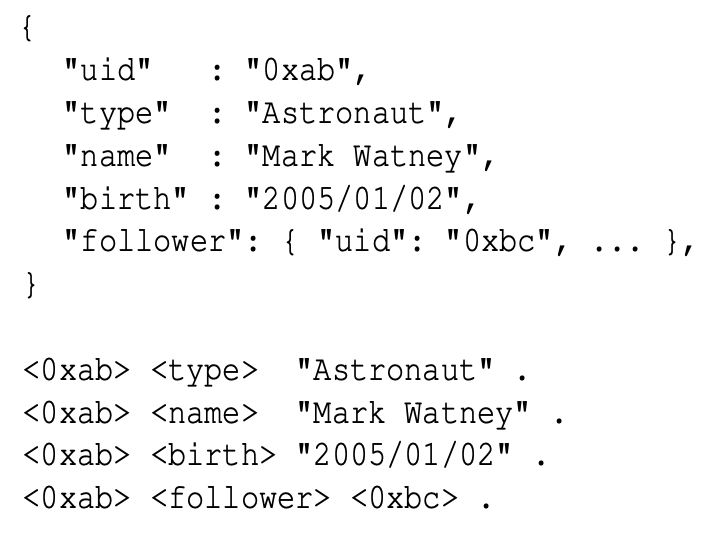 {
  "uid"   : "0xab",
  "type"  : "Astronaut",
  "name"  : "Mark Watney",
  "birth" : "2005/01/02",
  "follower": { "uid": "0xbc", ... },
}

<0xab> <type>  "Astronaut" .
<0xab> <name>  "Mark Watney" .
<0xab> <birth> "2005/01/02" .
<0xab> <follower> <0xbc> .